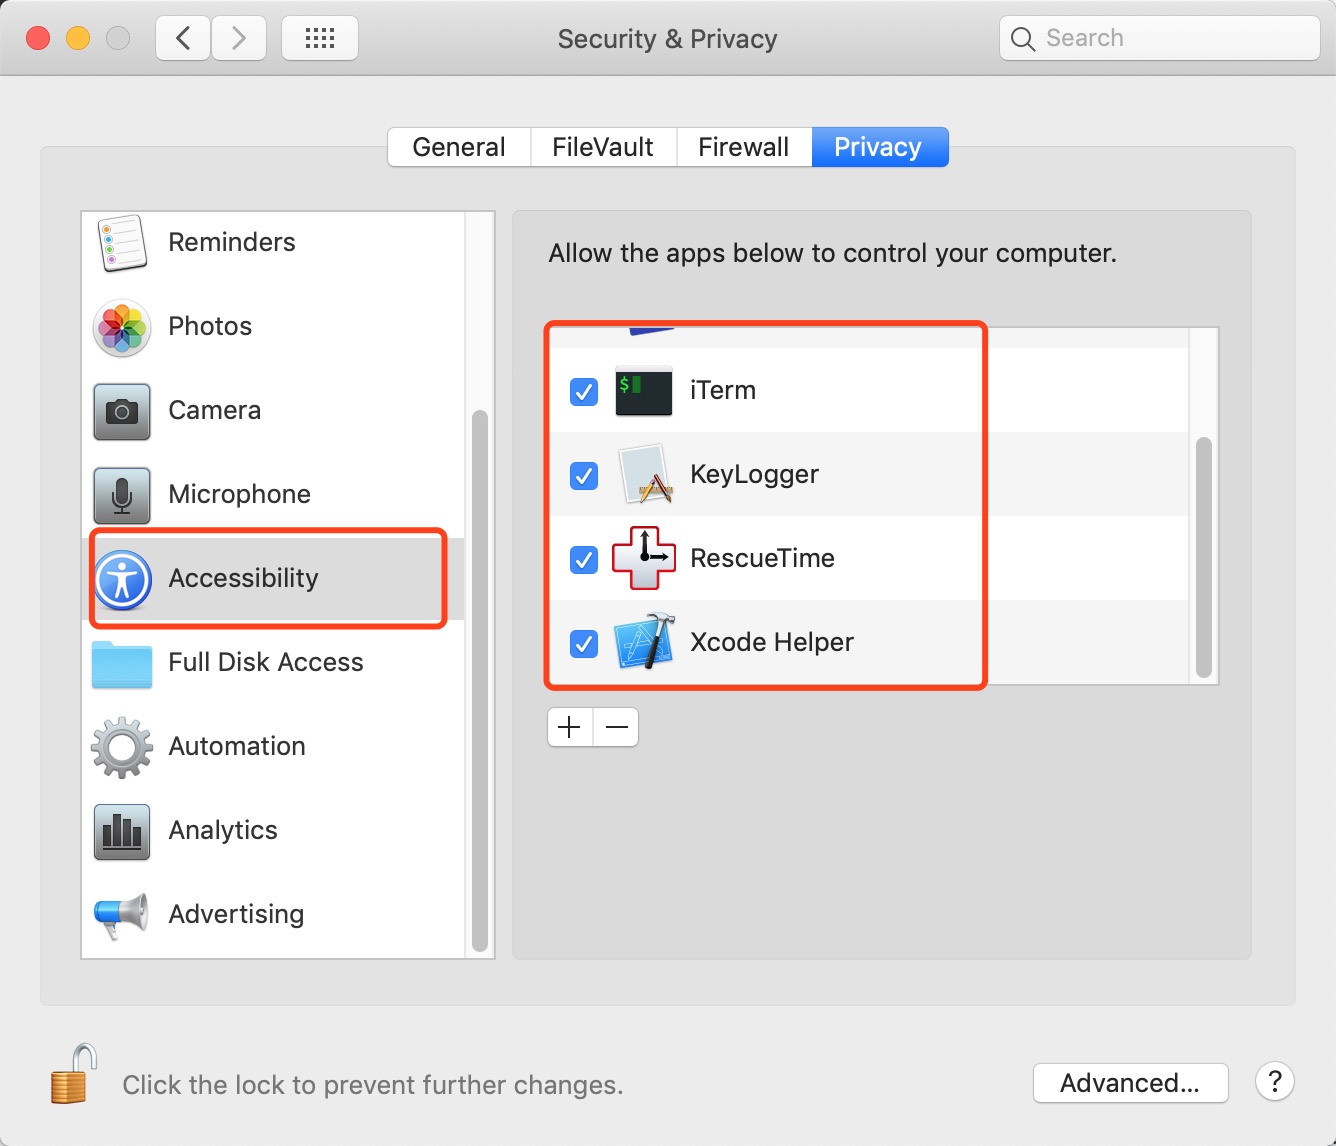 Security & Privacy
Search
General
FileVault
Firewall
Privacy
Reminders
Photos
Camera
Microphone
Accessibility
Full Disk Access
Automation
Analytics
Advertising
Allow the apps below to control your computer.
$
iTerm
KeyLogger
RescueTime
Xcode Helper
Click the lock to prevent further changes.
Advanced...
?